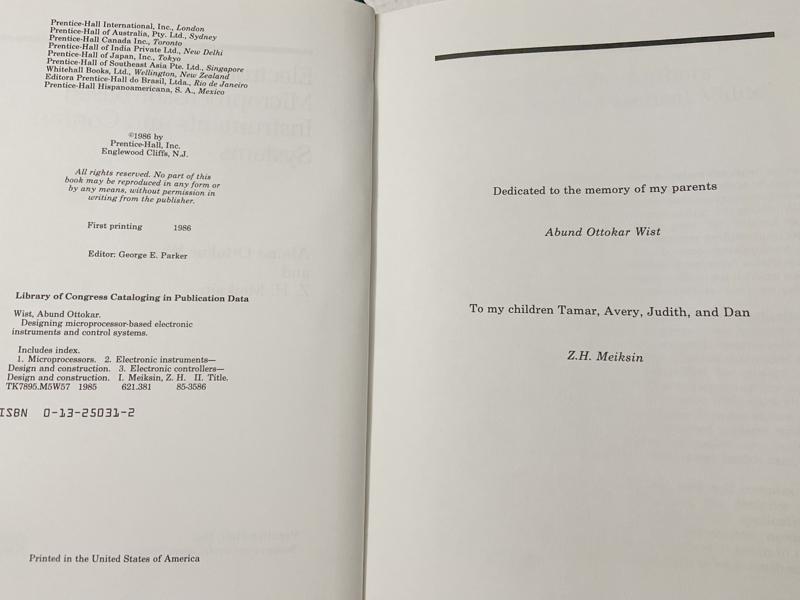 Prentice-Hall International, Inc., London
Prentice-Hall of Australia, Pty. Ltd., Sydney
Prentice-Hall Canada Inc., Toronto
Prentice-Hall of India Private Ltd., New Delhi
Prentice-Hall of Japan, Inc., Tokyo
Prentice-Hall of Southeast Asia Pte. Ltd., Singapore
Whitehall Books, Ltd., Wellington, New Zealand
Editora Prentice-Hall do Brasil, Ltda., Rio de Janeiro
Prentice-Hall Hispanoamericana, S. A., Mexico
©1986 by
Prentice-Hall, Inc.
Englewood Cliffs, N.J.
All rights reserved. No part of this
book may be reproduced in any form or
by any means, without permission in
writing from the publisher.
First printing 1986
Editor: George E. Parker
Library of Congress Cataloging in Publication Data
Wist, Abund Ottokar.
Designing microprocessor-based electronic
instruments and control systems.
Includes index.
1. Microprocessors. 2. Electronic instruments—
Design and construction. 3. Electronic controllers—
Design and construction. I. Meiksin, Z. H. II. Title.
TK7895.M5W57 1985 621.381 85-3586
ISBN 0-13-25031-2
Printed in the United States of America
Dedicated to the memory of my parents
Abund Ottokar Wist
To my children Tamar, Avery, Judith, and Dan
Z.H. Meiksin